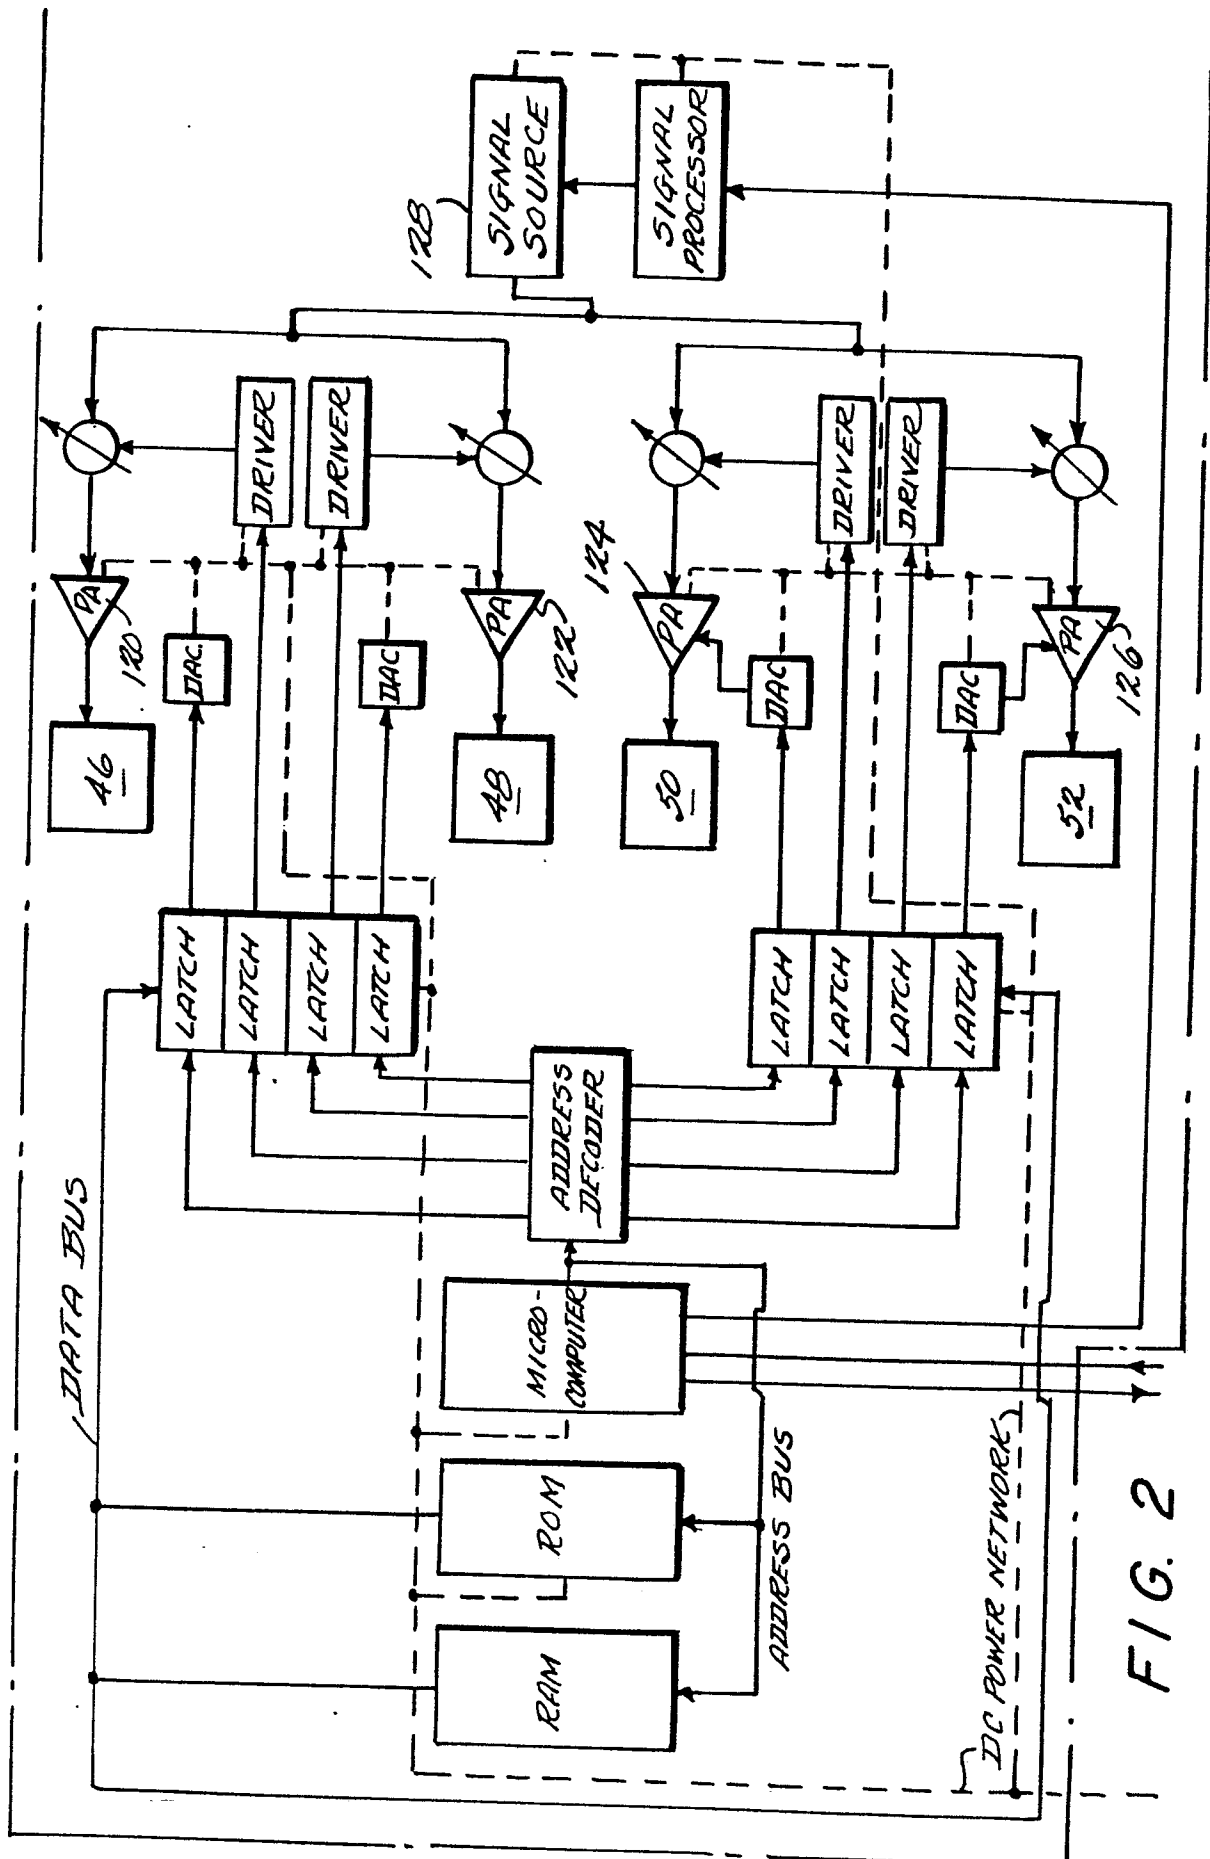 DATA BUS
RAM
ROM
MICRO-
COMPUTER
ADDRESS
DECODER
ADDRESS BUS
DC POWER NETWORK
LATCH
LATCH
LATCH
LATCH
LATCH
LATCH
LATCH
LATCH
46
48
50
52
DAC
DAC
DAC
DAC
PA
120
PA
122
PA
124
PA
126
DRIVER
DRIVER
DRIVER
DRIVER
128
SIGNAL
SOURCE
SIGNAL
PROCESSOR
FIG. 2